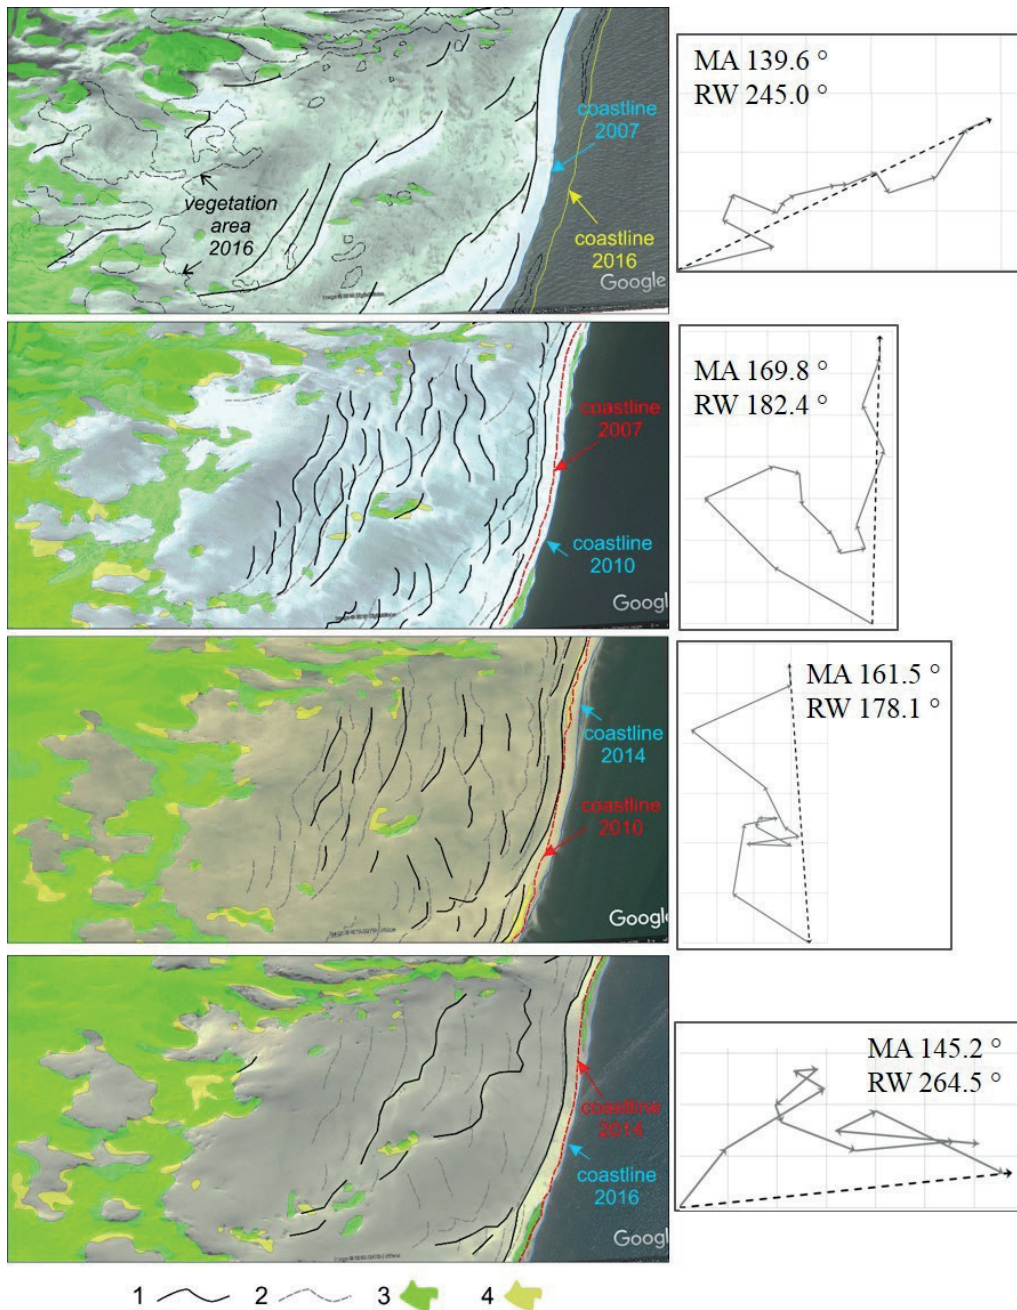 coastline
2007
vegetation
area
2016
coastline
2016
Google
MA 139.6 °
RW 245.0 °
coastline
2007
coastline
2010
Googl
MA 169.8 °
RW 182.4 °
coastline
2014
coastline
2010
Google
MA 161.5 °
RW 178.1 °
coastline
2014
coastline
2016
Googl
MA 145.2 °
RW 264.5 °
1 2 3 4